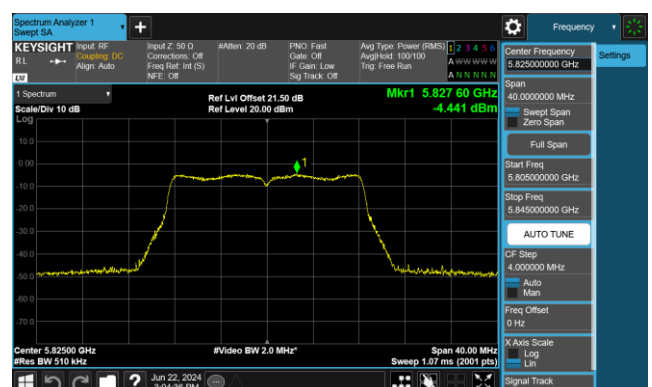 Spectrum Analyzer 1
Swept SA
Frequency
KEYSIGHT Input: RF Input Z: 50 Ω #Atten: 20 dB PNO: Fast Avg Type: Power (RMS) 1 2 3 4 5 6
RL Coupling: DC Corrections: Off Gate: Off Avg|Hold: 100/100 A W W W W W
Align: Auto Freq Ref: Int (S) IF Gain: Low Trig: Free Run
NFE: Off Sig Track: Off A N N N N N
LXI
Center Frequency
5.825000000 GHz
Settings
1 Spectrum
Scale/Div 10 dB
Log
Ref Lvl Offset 21.50 dB
Ref Level 20.00 dBm
Mkr1 5.827 60 GHz
-4.441 dBm
Span
40.0000000 MHz
Swept Span
Zero Span
Full Span
Start Freq
5.805000000 GHz
Stop Freq
5.845000000 GHz
AUTO TUNE
CF Step
4.000000 MHz
Auto
Man
Freq Offset
0 Hz
X Axis Scale
Log
Lin
Signal Track
10.0
0.00
1
-10.0
-20.0
-30.0
-40.0
-50.0
-60.0
-70.0
Center 5.82500 GHz #Video BW 2.0 MHz* Span 40.00 MHz
#Res BW 510 kHz Sweep 1.07 ms (2001 pts)
? Jun 22, 2024